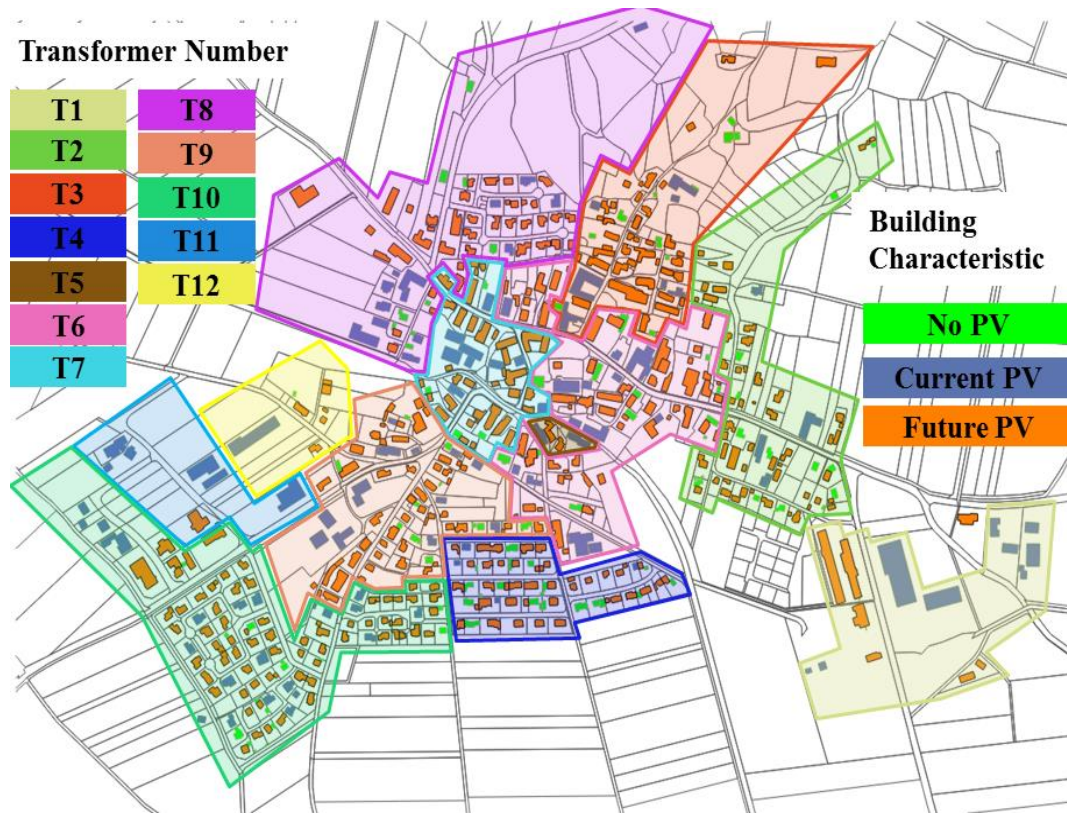 Transformer Number
T1 T8
T2 T9
T3 T10
T4 T11
T5 T12
T6
T7
Building
Characteristic
No PV
Current PV
Future PV